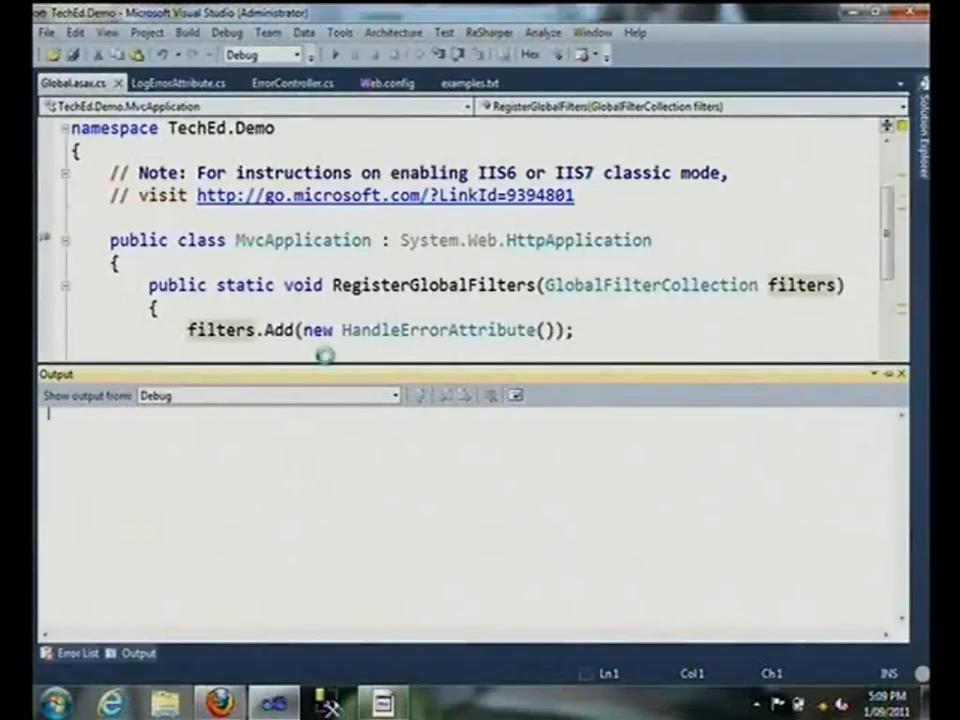 TechEd.Demo - Microsoft Visual Studio (Administrator)
File Edit View Project Build Debug Team Data Tools Architecture Test ReSharper Analyze Window Help
Debug Hex
Global.asax.cs LogErrorAttribute.cs ErrorController.cs Web.config examples.txt
TechEd.Demo.MvcApplication RegisterGlobalFilters(GlobalFilterCollection filters)
Solution Explorer
namespace TechEd.Demo
{
// Note: For instructions on enabling IIS6 or IIS7 classic mode,
// visit http://go.microsoft.com/?LinkId=9394801
public class MvcApplication : System.Web.HttpApplication
{
public static void RegisterGlobalFilters(GlobalFilterCollection filters)
{
filters.Add(new HandleErrorAttribute());
Output
Show output from: Debug
Error List Output
Ln 1 Col 1 Ch 1 INS
5:09 PM
1/09/2011